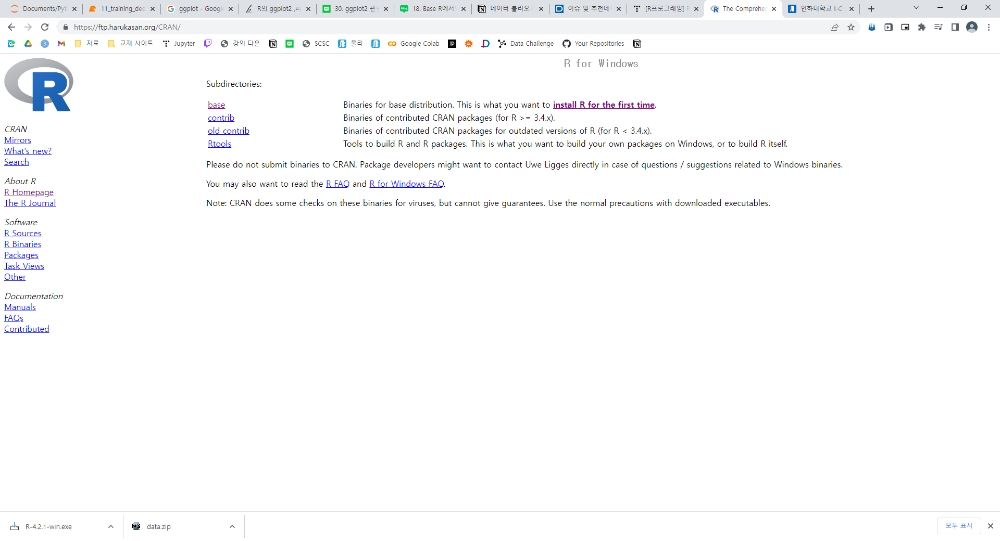 Documents/Pyt
11_training_dee
ggplot - Google
R의 ggplot2 ,파
30. ggplot2 관련
18. Base R에서
데이터 불러오기
이슈 및 추천데
[R프로그래밍] R
The Comprehen
인하대학교 I-Cl
https://ftp.harukasan.org/CRAN/
자료
교재 사이트
Jupyter
강의 다운
SCSC
물리
Google Colab
Data Challenge
Your Repositories
R
CRAN
Mirrors
What's new?
Search
About R
R Homepage
The R Journal
Software
R Sources
R Binaries
Packages
Task Views
Other
Documentation
Manuals
FAQs
Contributed
R for Windows
Subdirectories:
base Binaries for base distribution. This is what you want to install R for the first time.
contrib Binaries of contributed CRAN packages (for R >= 3.4.x).
old contrib Binaries of contributed CRAN packages for outdated versions of R (for R < 3.4.x).
Rtools Tools to build R and R packages. This is what you want to build your own packages on Windows, or to build R itself.
Please do not submit binaries to CRAN. Package developers might want to contact Uwe Ligges directly in case of questions / suggestions related to Windows binaries.
You may also want to read the R FAQ and R for Windows FAQ.
Note: CRAN does some checks on these binaries for viruses, but cannot give guarantees. Use the normal precautions with downloaded executables.
R-4.2.1-win.exe
data.zip
모두 표시